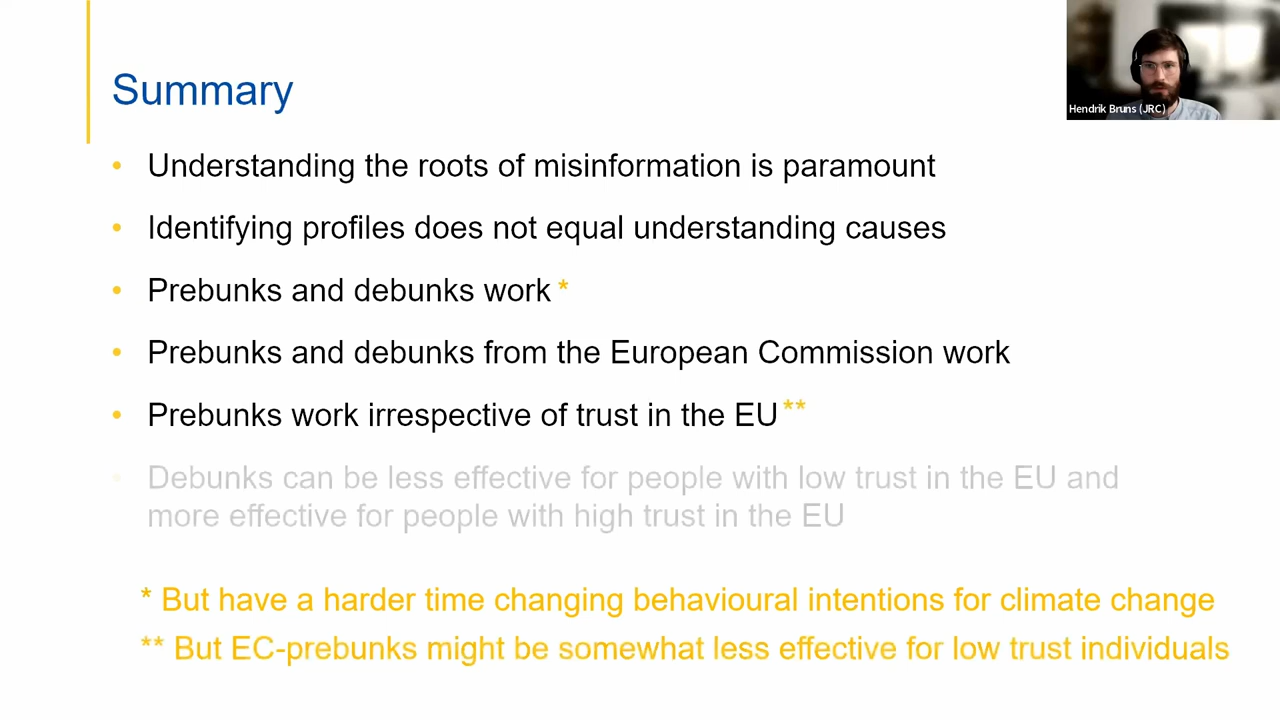 Summary
Hendrik Bruns (JRC)
• Understanding the roots of misinformation is paramount
• Identifying profiles does not equal understanding causes
• Prebunks and debunks work *
• Prebunks and debunks from the European Commission work
• Prebunks work irrespective of trust in the EU **
• Debunks can be less effective for people with low trust in the EU and
more effective for people with high trust in the EU
* But have a harder time changing behavioural intentions for climate change
** But EC-prebunks might be somewhat less effective for low trust individuals